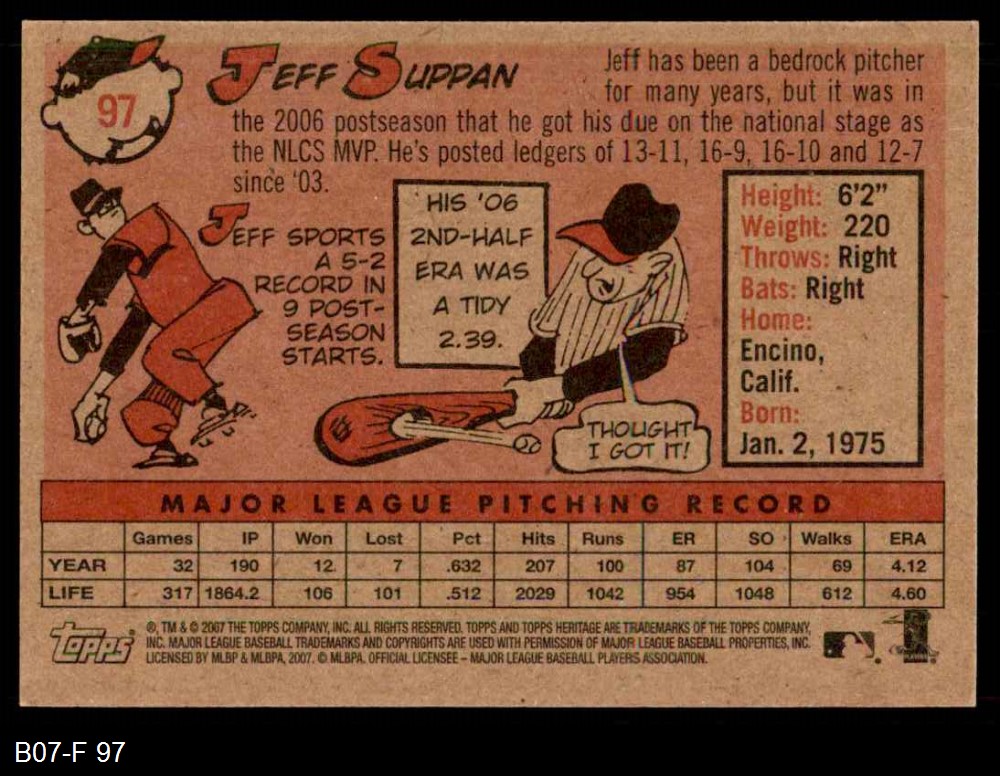 97
JEFF SUPPAN
Jeff has been a bedrock pitcher
for many years, but it was in
the 2006 postseason that he got his due on the national stage as
the NLCS MVP. He's posted ledgers of 13-11, 16-9, 16-10 and 12-7
since '03.
JEFF SPORTS
A 5-2
RECORD IN
9 POST-
SEASON
STARTS.
HIS '06
2ND-HALF
ERA WAS
A TIDY
2.39.
THOUGHT
I GOT IT!
Height: 6'2"
Weight: 220
Throws: Right
Bats: Right
Home:
Encino,
Calif.
Born:
Jan. 2, 1975
MAJOR LEAGUE PITCHING RECORD
Games IP Won Lost Pct Hits Runs ER SO Walks ERA
YEAR 32 190 12 7 .632 207 100 87 104 69 4.12
LIFE 317 1864.2 106 101 .512 2029 1042 954 1048 612 4.60
topps®
®, TM & © 2007 THE TOPPS COMPANY, INC. ALL RIGHTS RESERVED. TOPPS AND TOPPS HERITAGE ARE TRADEMARKS OF THE TOPPS COMPANY,
INC. MAJOR LEAGUE BASEBALL TRADEMARKS AND COPYRIGHTS ARE USED WITH PERMISSION OF MAJOR LEAGUE BASEBALL PROPERTIES, INC.
LICENSED BY MLBP & MLBPA, 2007. © MLBPA. OFFICIAL LICENSEE – MAJOR LEAGUE BASEBALL PLAYERS ASSOCIATION.
B07-F 97